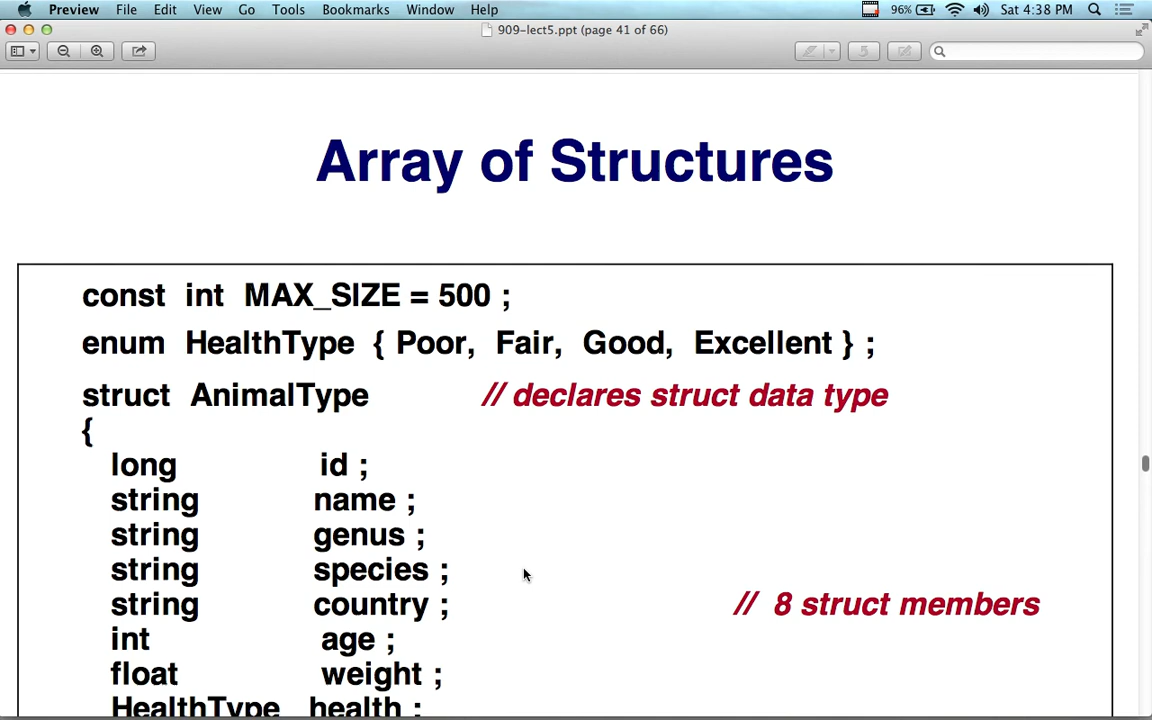 Preview File Edit View Go Tools Bookmarks Window Help 96% Sat 4:38 PM
909-lect5.ppt (page 41 of 66)
Array of Structures
const int MAX_SIZE = 500 ;
enum HealthType { Poor, Fair, Good, Excellent } ;
struct AnimalType // declares struct data type
{
long id ;
string name ;
string genus ;
string species ;
string country ; // 8 struct members
int age ;
float weight ;
HealthType health ;